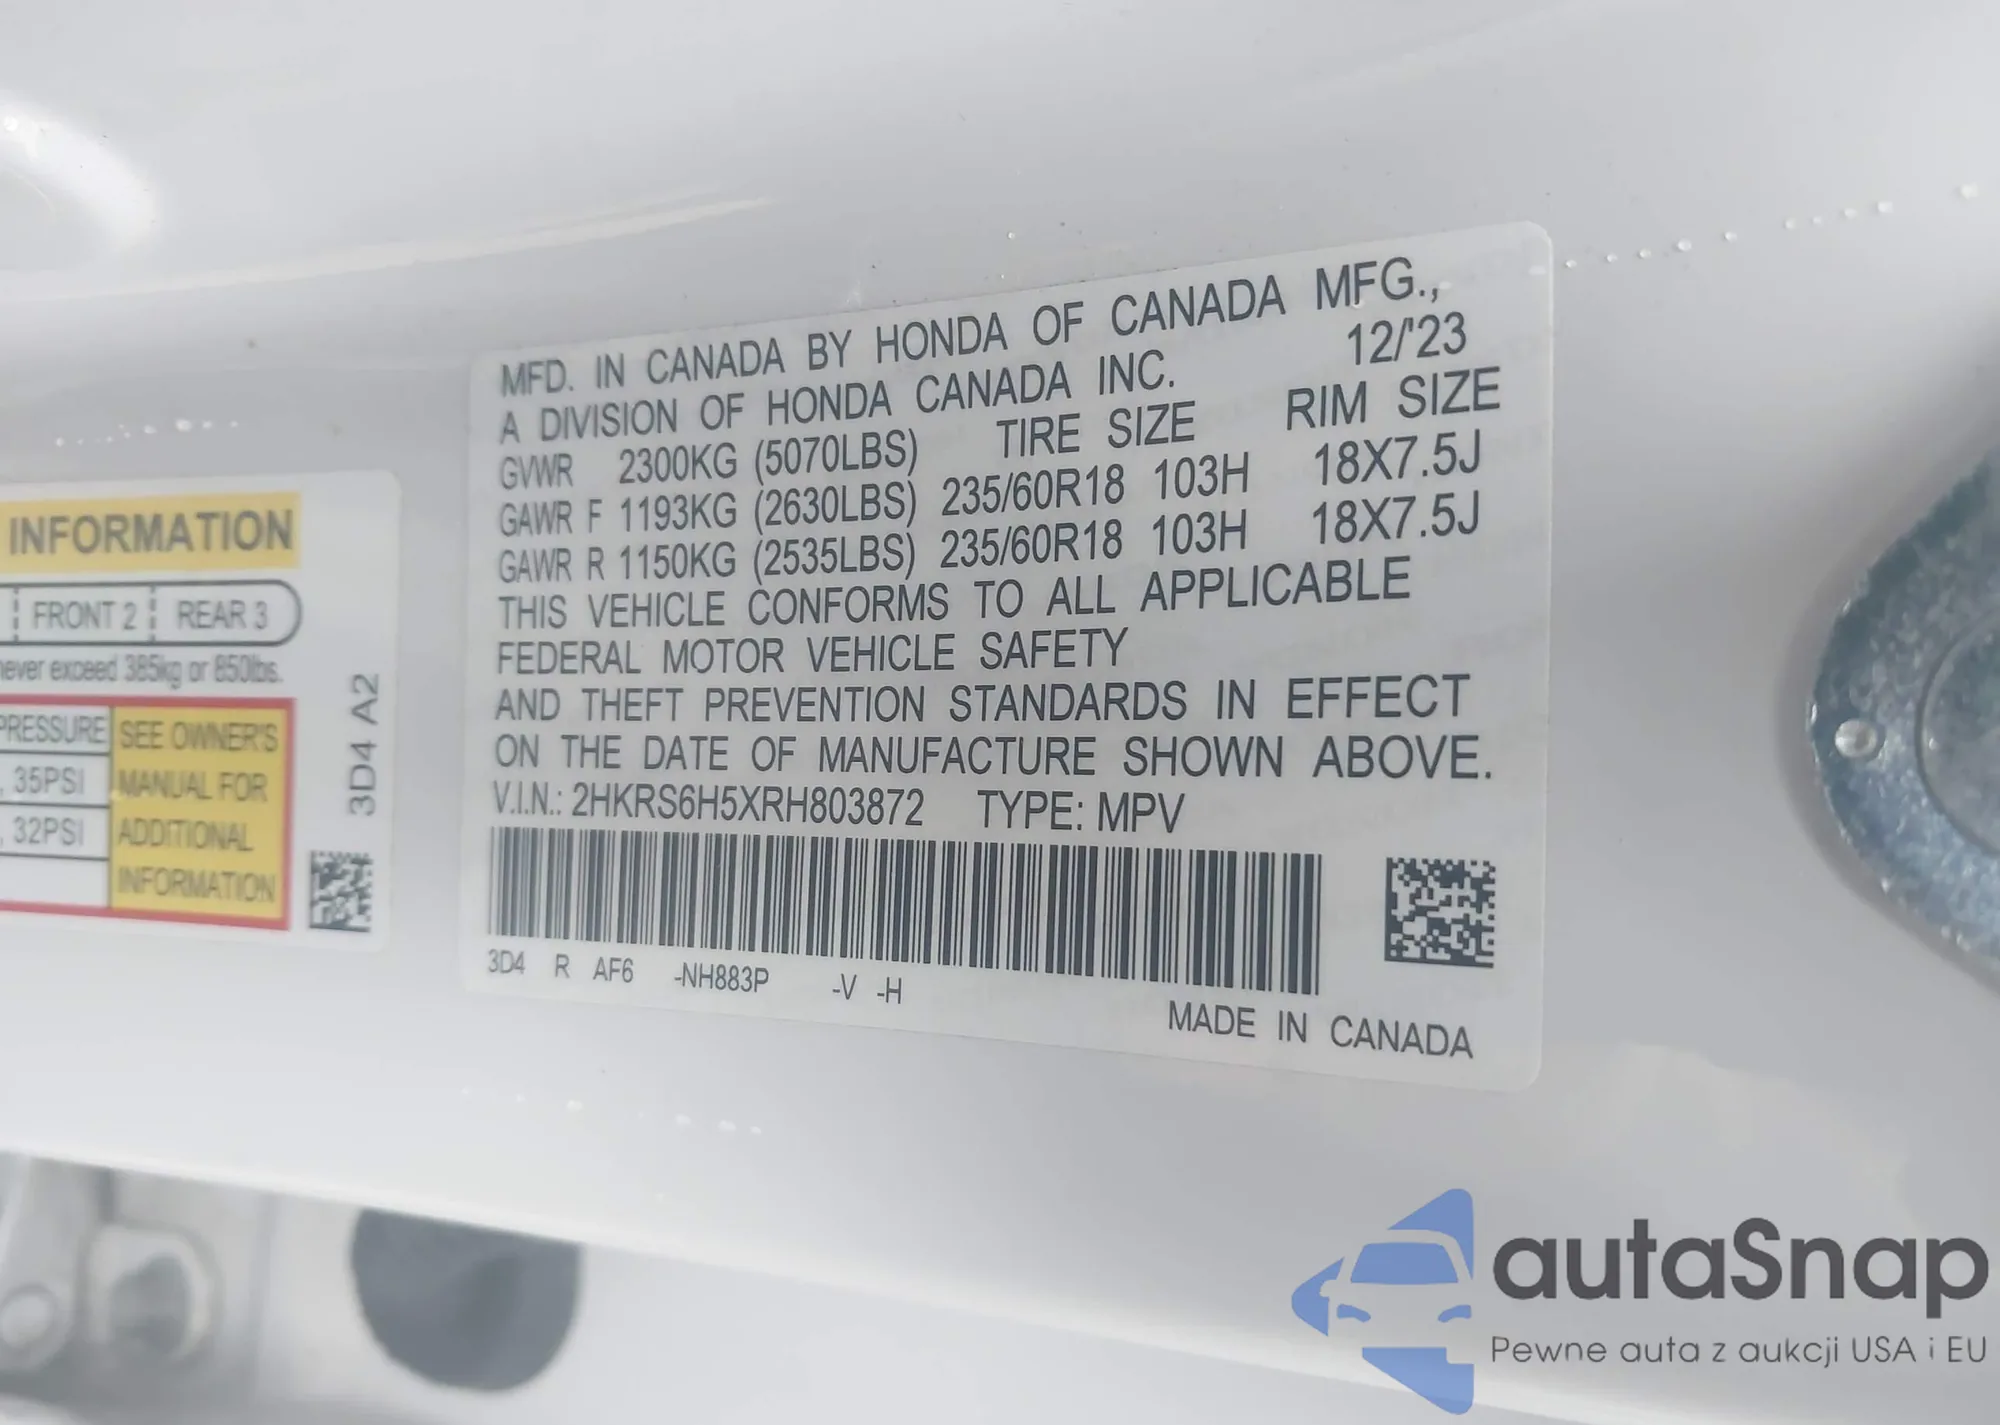 INFORMATION
FRONT 2 REAR 3
never exceed 385kg or 850lbs.
PRESSURE
, 35PSI
, 32PSI
SEE OWNER'S
MANUAL FOR
ADDITIONAL
INFORMATION
3D4 A2
MFD. IN CANADA BY HONDA OF CANADA MFG.,
A DIVISION OF HONDA CANADA INC. 12/'23
GVWR 2300KG (5070LBS) TIRE SIZE RIM SIZE
GAWR F 1193KG (2630LBS) 235/60R18 103H 18X7.5J
GAWR R 1150KG (2535LBS) 235/60R18 103H 18X7.5J
THIS VEHICLE CONFORMS TO ALL APPLICABLE
FEDERAL MOTOR VEHICLE SAFETY
AND THEFT PREVENTION STANDARDS IN EFFECT
ON THE DATE OF MANUFACTURE SHOWN ABOVE.
V.I.N.: 2HKRS6H5XRH803872 TYPE: MPV
3D4 R AF6 -NH883P -V -H
MADE IN CANADA
autaSnap
Pewne auta z aukcji USA i EU